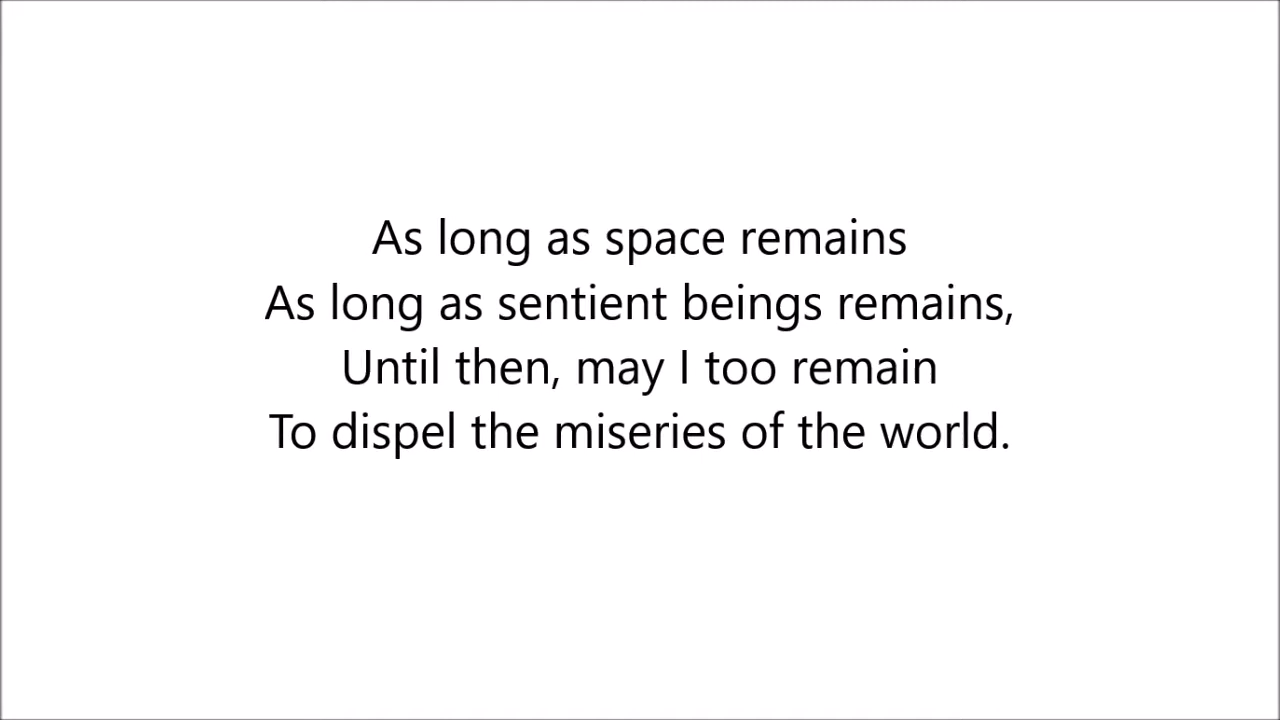 As long as space remains
As long as sentient beings remains,
Until then, may I too remain
To dispel the miseries of the world.